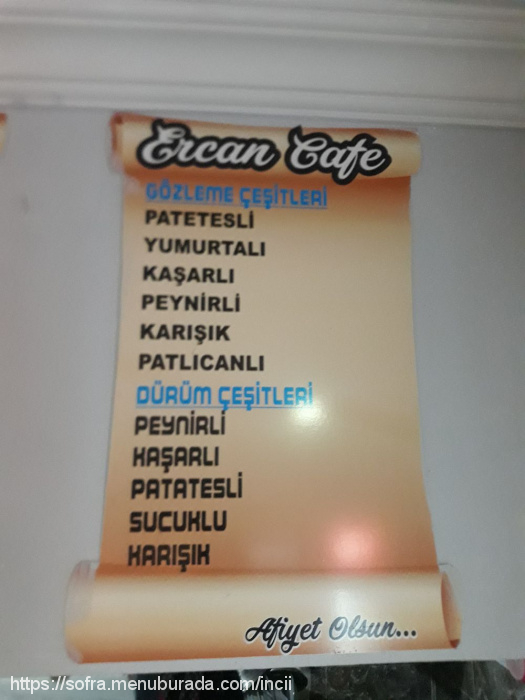 Ercan Cafe
GÖZLEME ÇEŞİTLERİ
PATETESLİ
YUMURTALI
KAŞARLI
PEYNİRLİ
KARIŞIK
PATLICANLI
DÜRÜM ÇEŞİTLERİ
PEYNİRLİ
KAŞARLI
PATATESLİ
SUCUKLU
KARIŞIK
Afiyet Olsun...
https://sofra.menuburada.com/incii